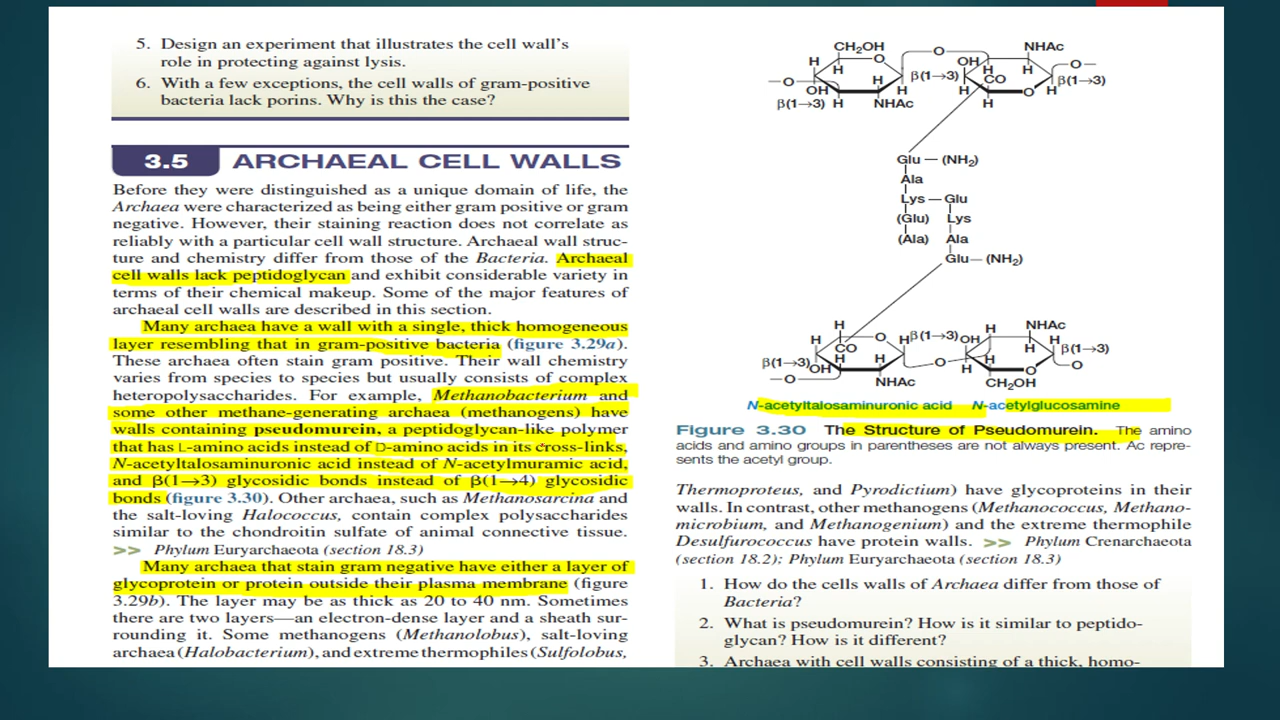 5. Design an experiment that illustrates the cell wall's
role in protecting against lysis.
6. With a few exceptions, the cell walls of gram-positive
bacteria lack porins. Why is this the case?
3.5 ARCHAEAL CELL WALLS
Before they were distinguished as a unique domain of life, the
Archaea were characterized as being either gram positive or gram
negative. However, their staining reaction does not correlate as
reliably with a particular cell wall structure. Archaeal wall struc-
ture and chemistry differ from those of the Bacteria. Archaeal
cell walls lack peptidoglycan and exhibit considerable variety in
terms of their chemical makeup. Some of the major features of
archaeal cell walls are described in this section.
Many archaea have a wall with a single, thick homogeneous
layer resembling that in gram-positive bacteria (figure 3.29a).
These archaea often stain gram positive. Their wall chemistry
varies from species to species but usually consists of complex
heteropolysaccharides. For example, Methanobacterium and
some other methane-generating archaea (methanogens) have
walls containing pseudomurein, a peptidoglycan-like polymer
that has L-amino acids instead of D-amino acids in its cross-links,
N-acetyltalosaminuronic acid instead of N-acetylmuramic acid,
and β(1→3) glycosidic bonds instead of β(1→4) glycosidic
bonds (figure 3.30). Other archaea, such as Methanosarcina and
the salt-loving Halococcus, contain complex polysaccharides
similar to the chondroitin sulfate of animal connective tissue.
>> Phylum Euryarchaeota (section 18.3)
Many archaea that stain gram negative have either a layer of
glycoprotein or protein outside their plasma membrane (figure
3.29b). The layer may be as thick as 20 to 40 nm. Sometimes
there are two layers—an electron-dense layer and a sheath sur-
rounding it. Some methanogens (Methanolobus), salt-loving
archaea (Halobacterium), and extreme thermophiles (Sulfolobus,
CH2OH O NHAc
H O OH H H O
H H β(1→3) CO β(1→3)
O OH H H O H
β(1→3) H NHAc H
Glu — (NH2)
Ala
Lys — Glu
(Glu) Lys
(Ala) Ala
Glu — (NH2)
H H NHAc
H O H β(1→3) OH H H
CO H β(1→3)
β(1→3) OH H H O H H O O
O NHAc CH2OH
N-acetyltalosaminuronic acid N-acetylglucosamine
Figure 3.30 The Structure of Pseudomurein. The amino
acids and amino groups in parentheses are not always present. Ac repre-
sents the acetyl group.
Thermoproteus, and Pyrodictium) have glycoproteins in their
walls. In contrast, other methanogens (Methanococcus, Methano-
microbium, and Methanogenium) and the extreme thermophile
Desulfurococcus have protein walls. >> Phylum Crenarchaeota
(section 18.2); Phylum Euryarchaeota (section 18.3)
1. How do the cells walls of Archaea differ from those of
Bacteria?
2. What is pseudomurein? How is it similar to peptido-
glycan? How is it different?
3. Archaea with cell walls consisting of a thick, homo-